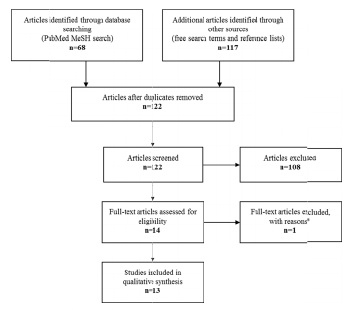 Articles identified through database
searching
(PubMed MeSH search)
n=68
Additional articles identified through
other sources
(free search terms and reference lists)
n=117
Articles after duplicates removed
n=122
Articles screened
n=122
Articles excluded
n=108
Full-text articles assessed for
eligibility
n=14
Full-text articles excluded,
with reasons
n=1
Studies included in
qualitative synthesis
n=13